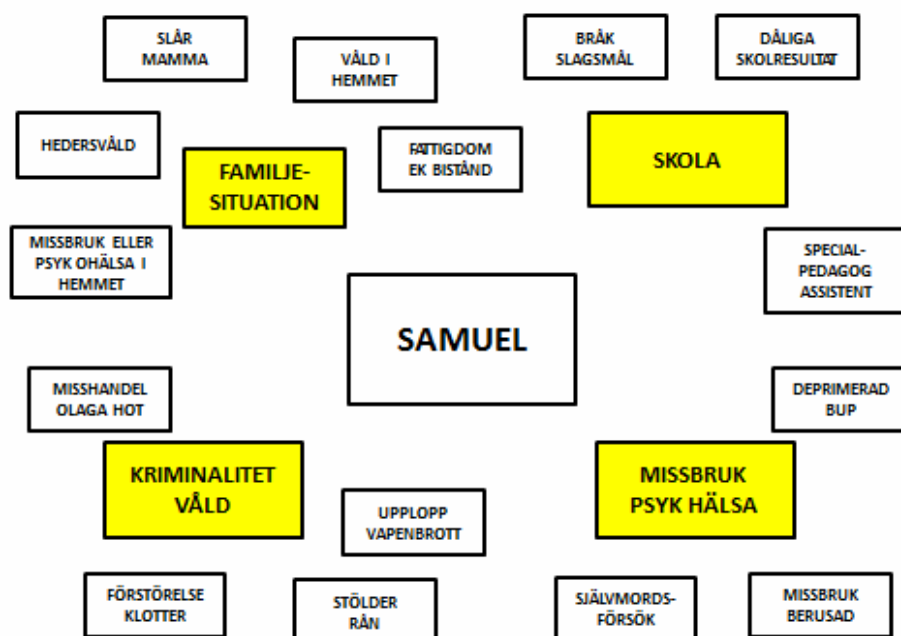 SLÅR
MAMMA
VÅLD I
HEMMET
BRÅK
SLAGSMÅL
DÅLIGA
SKOLRESULTAT
HEDERSVÅLD
FAMILJE-
SITUATION
FATTIGDOM
EK BISTÅND
SKOLA
MISSBRUK ELLER
PSYK OHÄLSA I
HEMMET
SPECIAL-
PEDAGOG
ASSISTENT
SAMUEL
MISSHANDEL
OLAGA HOT
DEPRIMERAD
BUP
KRIMINALITET
VÅLD
MISSBRUK
PSYK HÄLSA
UPPLOPP
VAPENBROTT
FÖRSTÖRELSE
KLOTTER
STÖLDER
RÅN
SJÄLVMORDS-
FÖRSÖK
MISSBRUK
BERUSAD